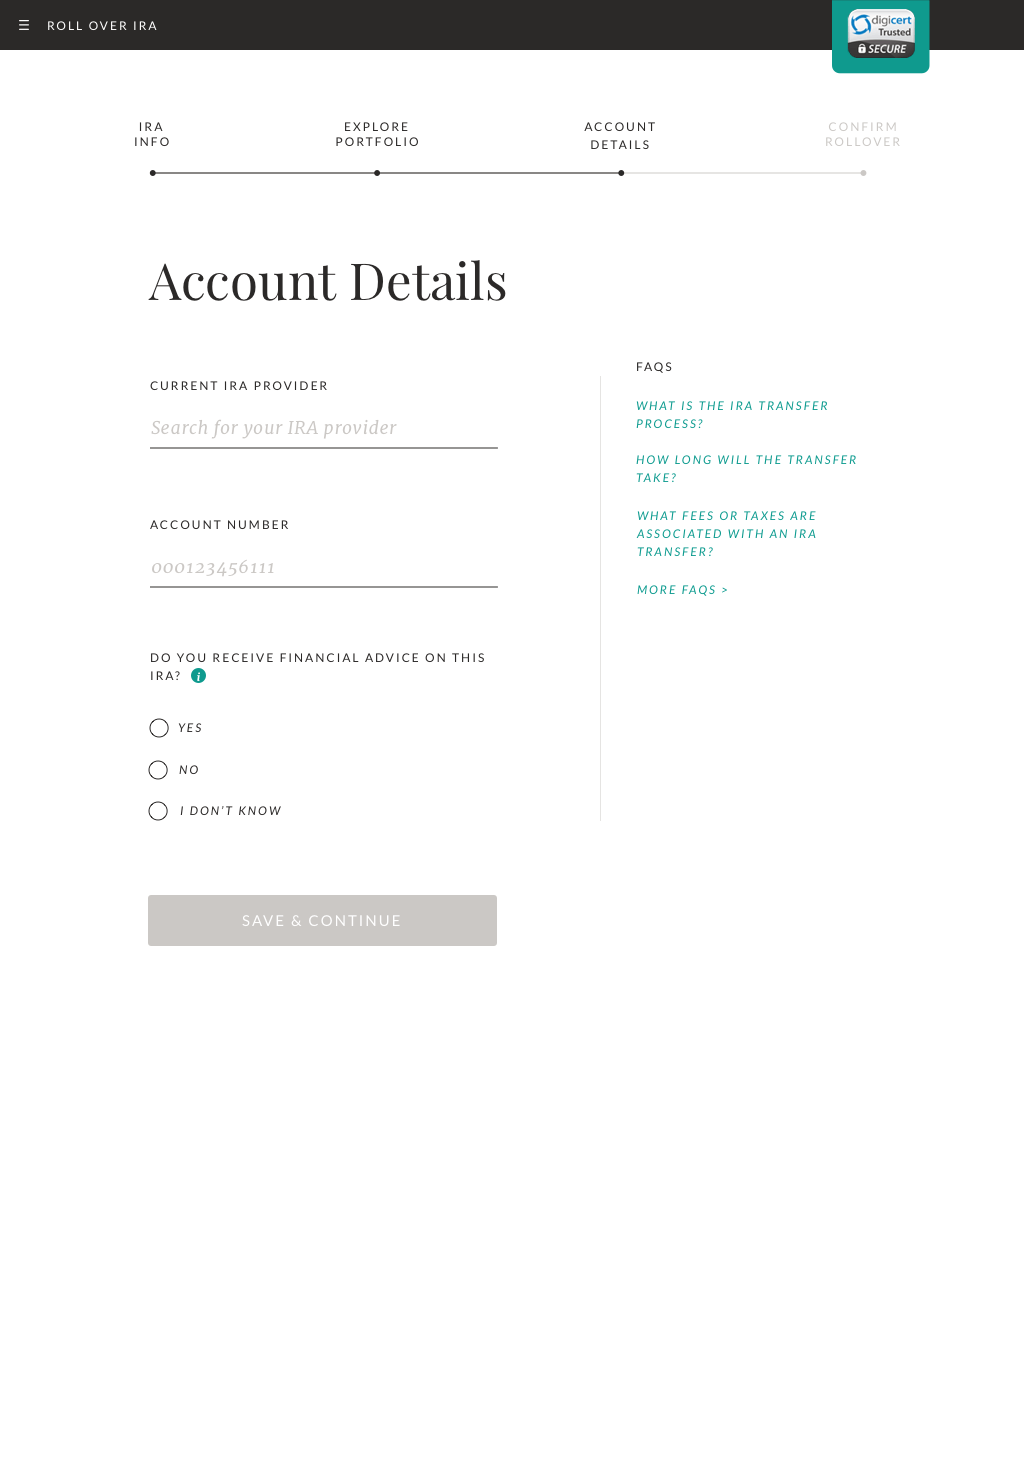 ☰ ROLL OVER IRA
digicert
Trusted
SECURE
IRA
INFO
EXPLORE
PORTFOLIO
ACCOUNT
DETAILS
CONFIRM
ROLLOVER
Account Details
CURRENT IRA PROVIDER
Search for your IRA provider
ACCOUNT NUMBER
000123456111
DO YOU RECEIVE FINANCIAL ADVICE ON THIS
IRA? i
YES
NO
I DON'T KNOW
SAVE & CONTINUE
FAQS
WHAT IS THE IRA TRANSFER
PROCESS?
HOW LONG WILL THE TRANSFER
TAKE?
WHAT FEES OR TAXES ARE
ASSOCIATED WITH AN IRA
TRANSFER?
MORE FAQS >